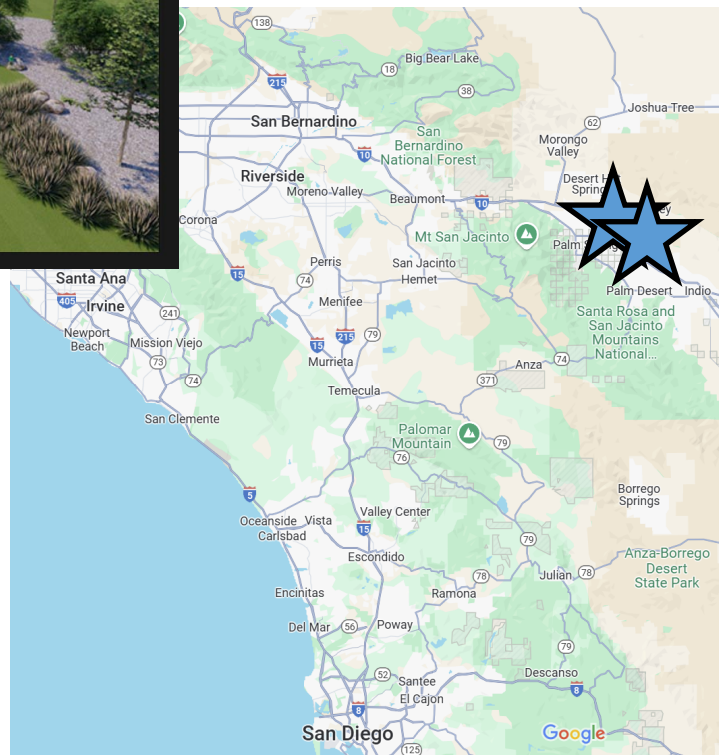 138
Big Bear Lake
18
215
38
Joshua Tree
San Bernardino
62
San
Bernardino
National Forest
Morongo
Valley
10
Riverside
Moreno Valley
Desert
Beaumont
10
Corona
Mt San Jacinto
Palm
15
Perris
San Jacinto
Hemet
74
Santa Ana
Palm Desert
Indio
405
Irvine
Menifee
241
Santa Rosa and
San Jacinto
Mountains
National...
Newport
Beach
Mission Viejo
15
215
79
73
Murrieta
Anza
74
74
371
Temecula
San Clemente
Palomar
Mountain
79
76
5
Borrego
Springs
Valley Center
Oceanside
Vista
Carlsbad
15
79
Escondido
Anza-Borrego
Desert
State Park
78
Julian
78
Encinitas
Ramona
Del Mar
56
Poway
79
52
Santee
Descanso
El Cajon
8
8
San Diego
Google
125